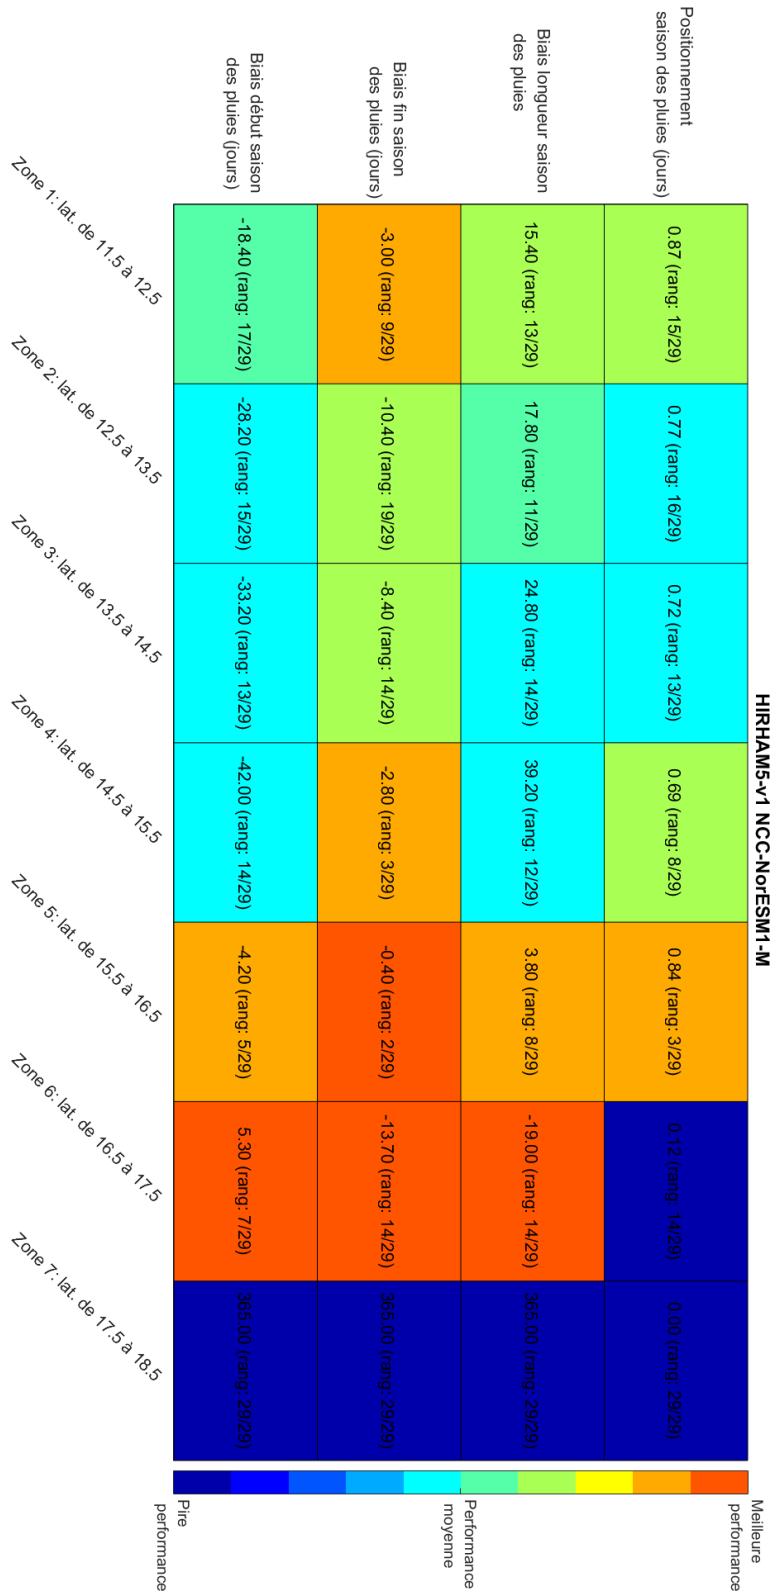 HIRHAM5-v1 NCC-NorESM1-M
Positionnement
saison des pluies (jours)
0.87 (rang: 15/29)
0.77 (rang: 16/29)
0.72 (rang: 13/29)
0.69 (rang: 8/29)
0.84 (rang: 3/29)
0.12 (rang: 14/29)
0.00 (rang: 29/29)
Biais longueur saison
des pluies
15.40 (rang: 13/29)
17.80 (rang: 11/29)
24.80 (rang: 14/29)
39.20 (rang: 12/29)
3.80 (rang: 8/29)
-19.00 (rang: 14/29)
365.00 (rang: 29/29)
Biais fin saison
des pluies (jours)
-3.00 (rang: 9/29)
-10.40 (rang: 19/29)
-8.40 (rang: 14/29)
-2.80 (rang: 3/29)
-0.40 (rang: 2/29)
-13.70 (rang: 14/29)
365.00 (rang: 29/29)
Biais début saison
des pluies (jours)
-18.40 (rang: 17/29)
-28.20 (rang: 15/29)
-33.20 (rang: 13/29)
-42.00 (rang: 14/29)
-4.20 (rang: 5/29)
5.30 (rang: 7/29)
365.00 (rang: 29/29)
Zone 1: lat. de 11.5 à 12.5
Zone 2: lat. de 12.5 à 13.5
Zone 3: lat. de 13.5 à 14.5
Zone 4: lat. de 14.5 à 15.5
Zone 5: lat. de 15.5 à 16.5
Zone 6: lat. de 16.5 à 17.5
Zone 7: lat. de 17.5 à 18.5
Meilleure
performance
Performance
moyenne
Pire
performance